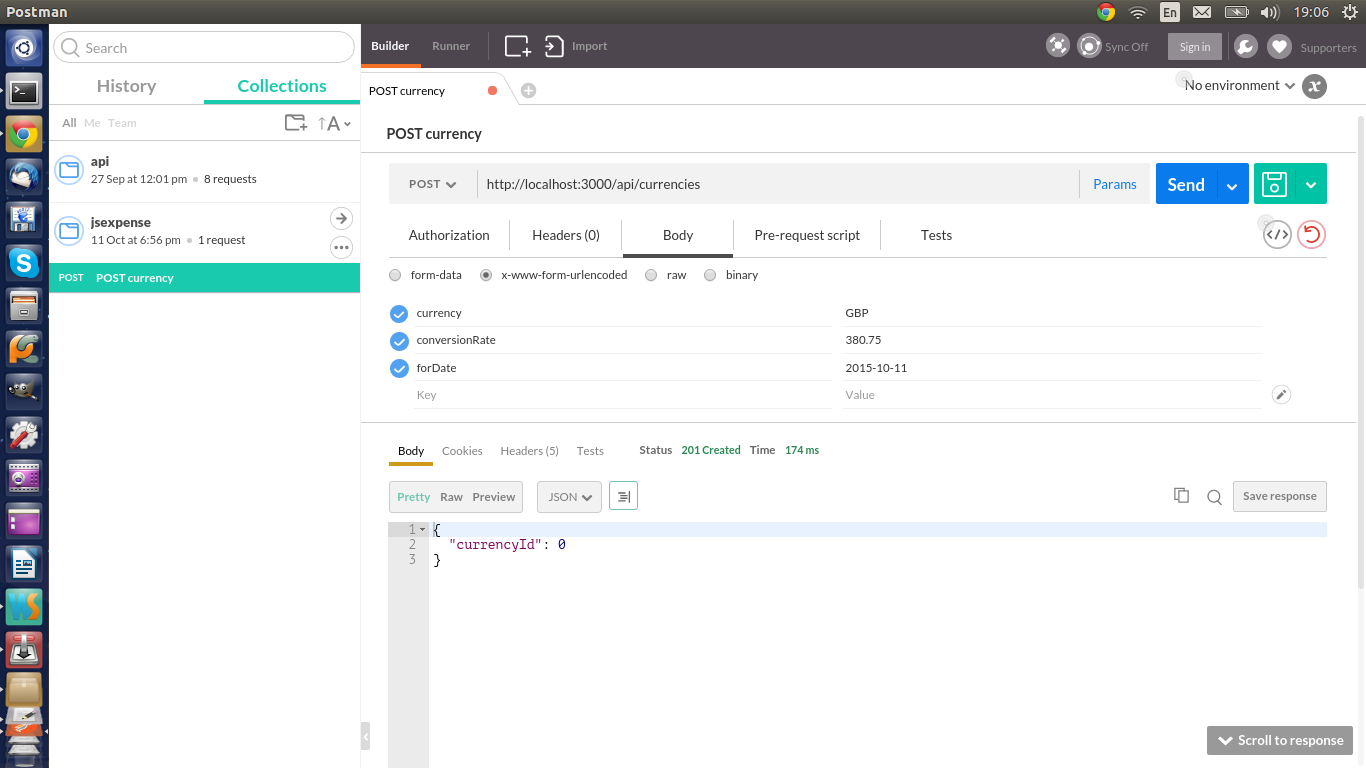 Postman
En
19:06
Search
History
Collections
All Me Team
A
api
27 Sep at 12:01 pm 8 requests
jsexpense
11 Oct at 6:56 pm 1 request
POST POST currency
Builder Runner Import
Sync Off
Sign in
Supporters
POST currency
No environment
x
POST currency
POST
http://localhost:3000/api/currencies
Params
Send
Authorization Headers (0) Body Pre-request script Tests
</>
form-data x-www-form-urlencoded raw binary
currency GBP
conversionRate 380.75
forDate 2015-10-11
Key Value
Body Cookies Headers (5) Tests Status 201 Created Time 174 ms
Pretty Raw Preview JSON
Save response
1 {
2 "currencyId": 0
3 }
Scroll to response